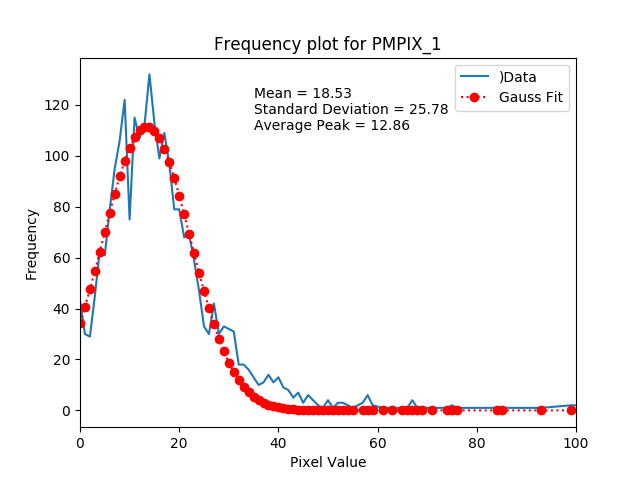 Frequency plot for PMPIX_1
)Data
Gauss Fit
Mean = 18.53
Standard Deviation = 25.78
Average Peak = 12.86
120
100
80
60
40
20
0
Frequency
0 20 40 60 80 100
Pixel Value